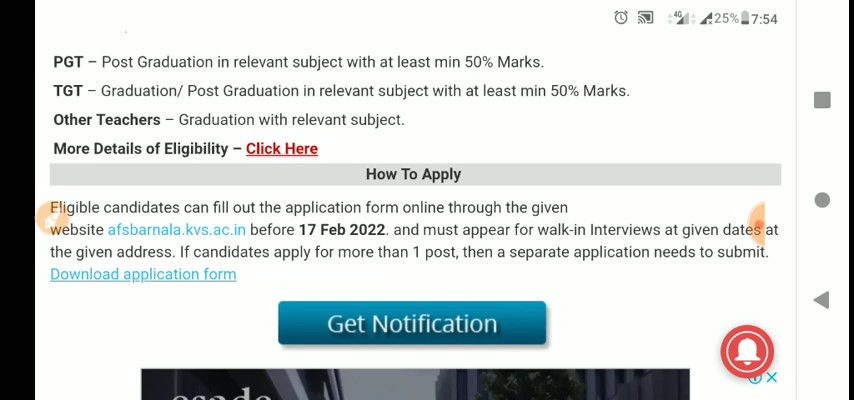 4G 25% 7:54
PGT – Post Graduation in relevant subject with at least min 50% Marks.
TGT – Graduation/ Post Graduation in relevant subject with at least min 50% Marks.
Other Teachers – Graduation with relevant subject.
More Details of Eligibility – Click Here
How To Apply
Eligible candidates can fill out the application form online through the given
website afsbarnala.kvs.ac.in before 17 Feb 2022. and must appear for walk-in Interviews at given dates at
the given address. If candidates apply for more than 1 post, then a separate application needs to submit.
Download application form
Get Notification
esade